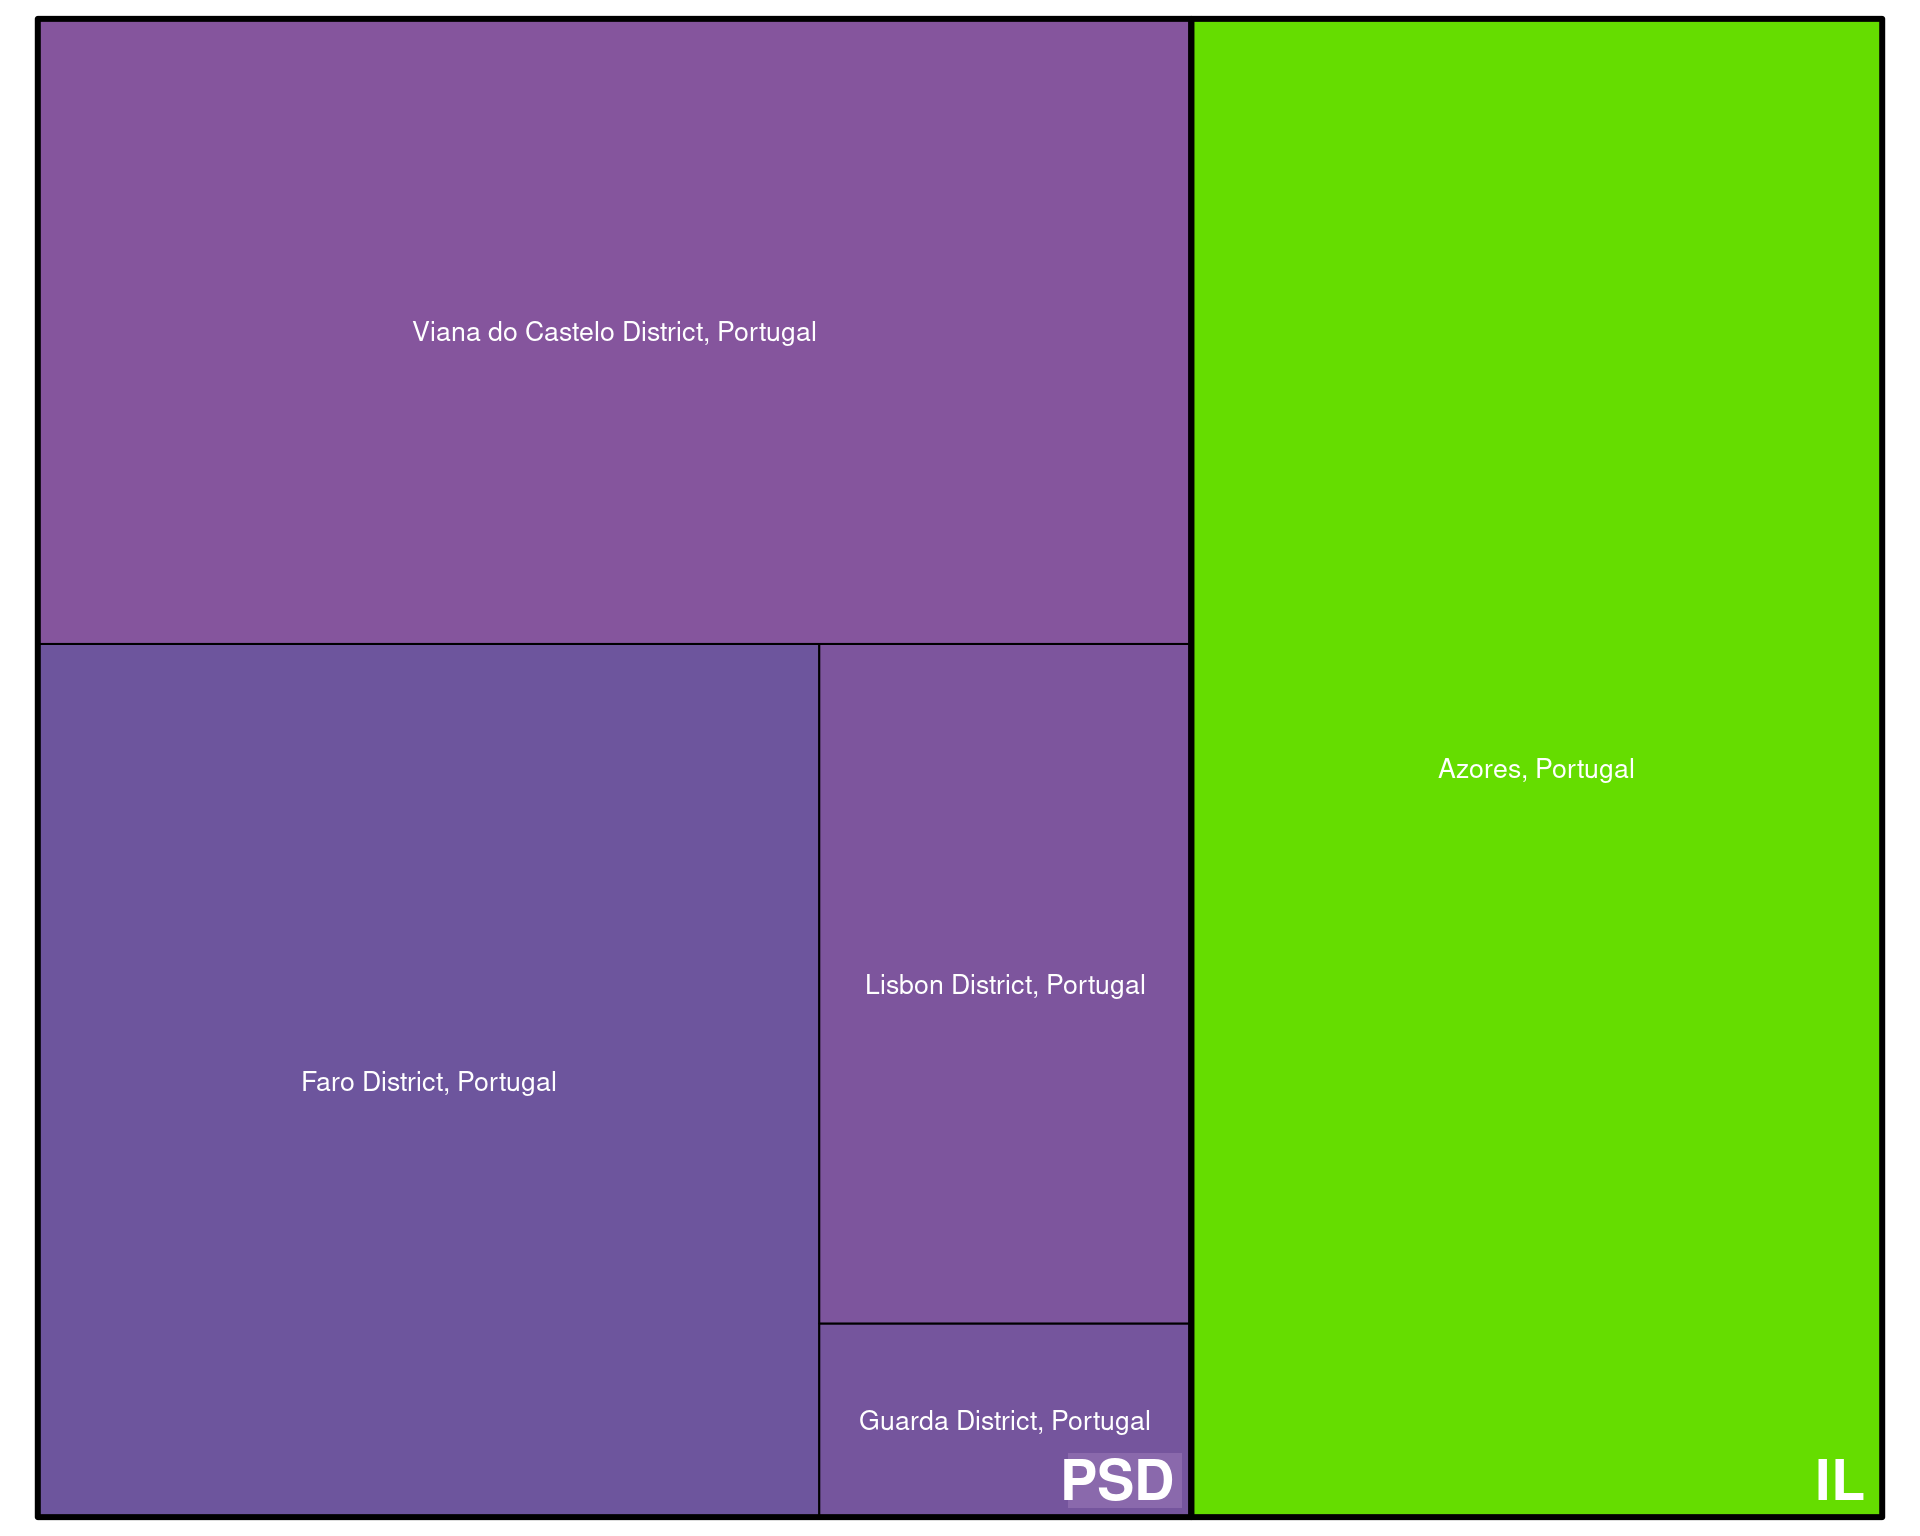 Viana do Castelo District, Portugal
Faro District, Portugal
Lisbon District, Portugal
Guarda District, Portugal
PSD
Azores, Portugal
IL